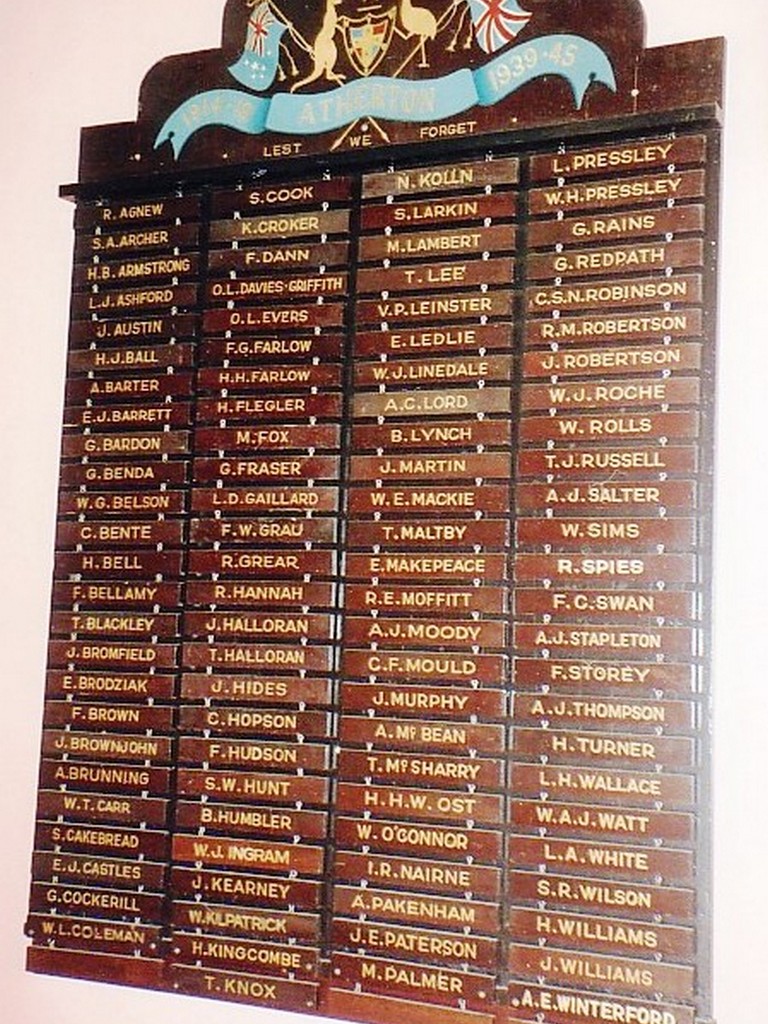 1914-18 ATHERTON 1939-45
LEST WE FORGET
R. AGNEW
S.A. ARCHER
H.B. ARMSTRONG
L.J. ASHFORD
J. AUSTIN
H.J. BALL
A. BARTER
E.J. BARRETT
G. BARDON
G. BENDA
W.G. BELSON
C. BENTE
H. BELL
F. BELLAMY
T. BLACKLEY
J. BROMFIELD
E. BRODZIAK
F. BROWN
J. BROWNJOHN
A. BRUNNING
W.T. CARR
S. CAKEBREAD
E.J. CASTLES
G. COCKERILL
W.L. COLEMAN
S. COOK
K. CROKER
F. DANN
O.L. DAVIES-GRIFFITH
O.L. EVERS
F.G. FARLOW
H.H. FARLOW
H. FLEGLER
M. FOX
G. FRASER
L.D. GAILLARD
F.W. GRAU
R. GREAR
R. HANNAH
J. HALLORAN
T. HALLORAN
J. HIDES
C. HOPSON
F. HUDSON
S.W. HUNT
B. HUMBLER
W.J. INGRAM
J. KEARNEY
W. KILPATRICK
H. KINGCOMBE
T. KNOX
N. KOLLN
S. LARKIN
M. LAMBERT
T. LEE
V.P. LEINSTER
E. LEDLIE
W.J. LINEDALE
A.C. LORD
B. LYNCH
J. MARTIN
W.E. MACKIE
T. MALTBY
E. MAKEPEACE
R.E. MOFFITT
A.J. MOODY
C.F. MOULD
J. MURPHY
A. Mc BEAN
T. Mc SHARRY
H.H.W. OST
W. O'CONNOR
I.R. NAIRNE
A. PAKENHAM
J.E. PATERSON
M. PALMER
L. PRESSLEY
W.H. PRESSLEY
G. RAINS
G. REDPATH
C.S.N. ROBINSON
R.M. ROBERTSON
J. ROBERTSON
W.J. ROCHE
W. ROLLS
T.J. RUSSELL
A.J. SALTER
W. SIMS
R. SPIES
F.C. SWAN
A.J. STAPLETON
F. STOREY
A.J. THOMPSON
H. TURNER
L.H. WALLACE
W.A.J. WATT
L.A. WHITE
S.R. WILSON
H. WILLIAMS
J. WILLIAMS
A.E. WINTERFORD